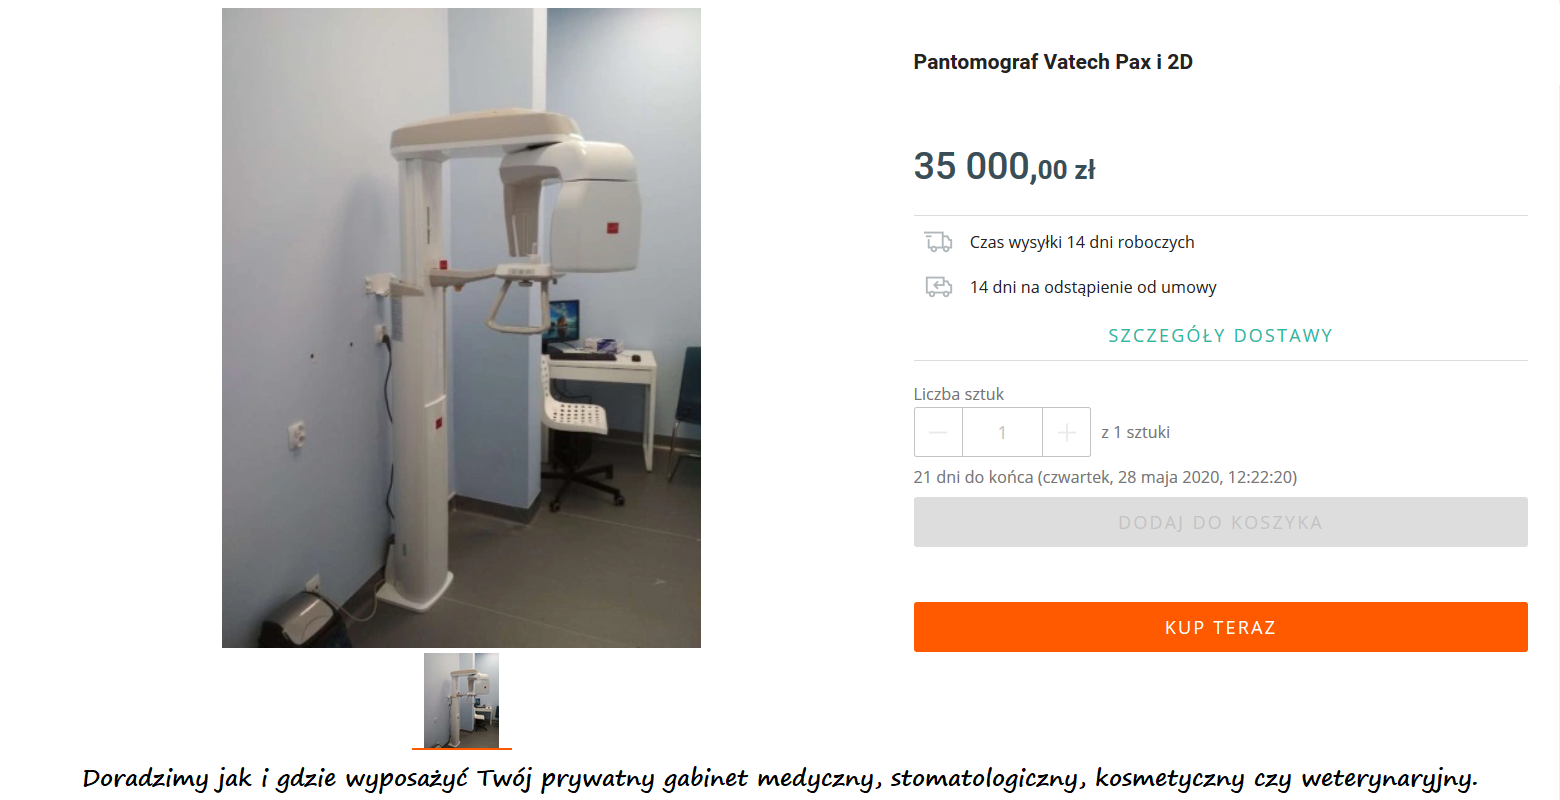 Pantomograf Vatech Pax i 2D
35 000,00 zł
Czas wysyłki 14 dni roboczych
14 dni na odstąpienie od umowy
SZCZEGÓŁY DOSTAWY
Liczba sztuk
1 z 1 sztuki
21 dni do końca (czwartek, 28 maja 2020, 12:22:20)
DODAJ DO KOSZYKA
KUP TERAZ
Doradzimy jak i gdzie wyposażyć Twój prywatny gabinet medyczny, stomatologiczny, kosmetyczny czy weterynaryjny.